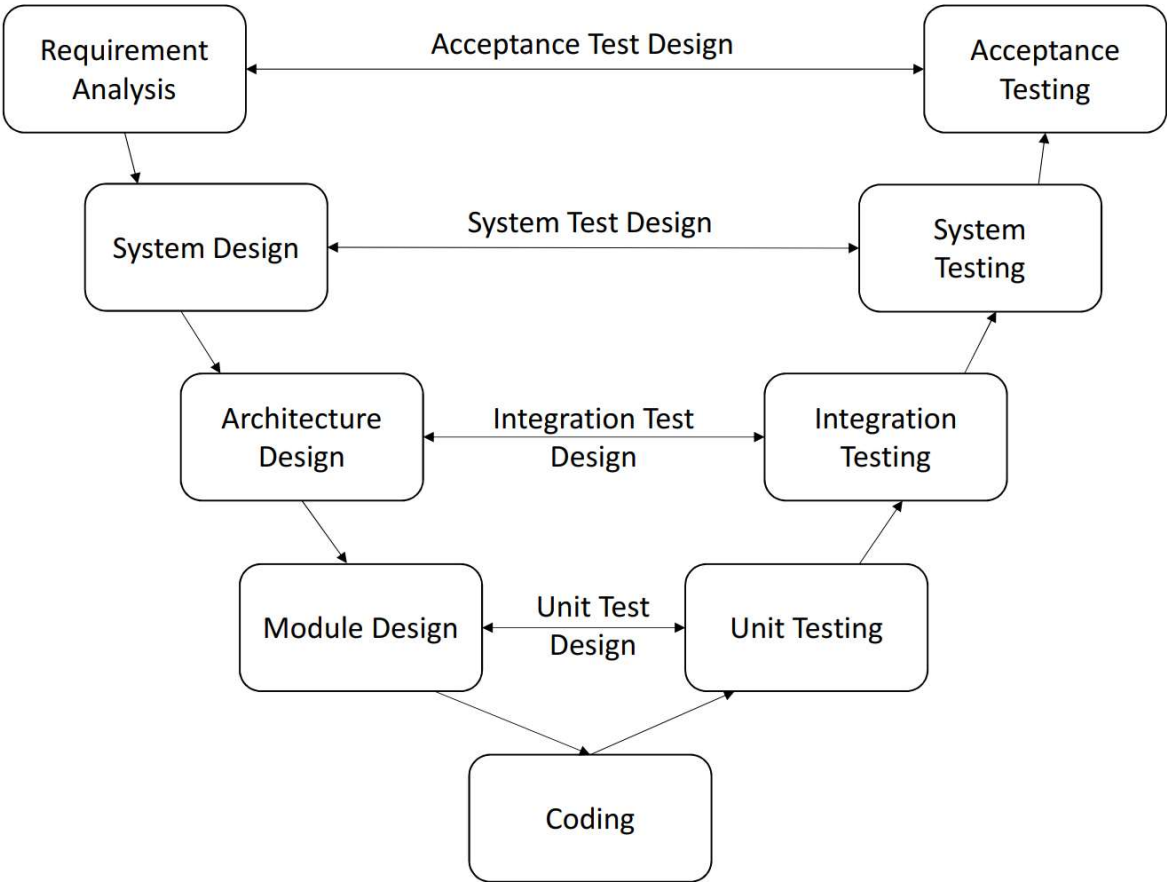 Requirement
Analysis
Acceptance Test Design
Acceptance
Testing
System Design
System Test Design
System
Testing
Architecture
Design
Integration Test
Design
Integration
Testing
Module Design
Unit Test
Design
Unit Testing
Coding